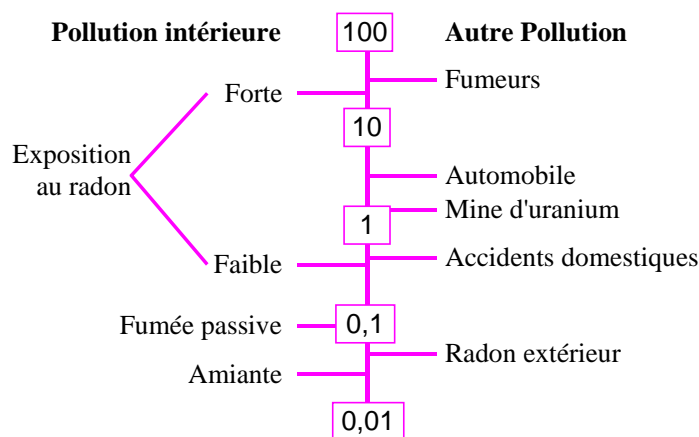 Pollution intérieure
100
Autre Pollution
Fumeurs
Forte
10
Exposition
au radon
Automobile
Mine d'uranium
1
Accidents domestiques
Faible
Fumée passive
0,1
Radon extérieur
Amiante
0,01